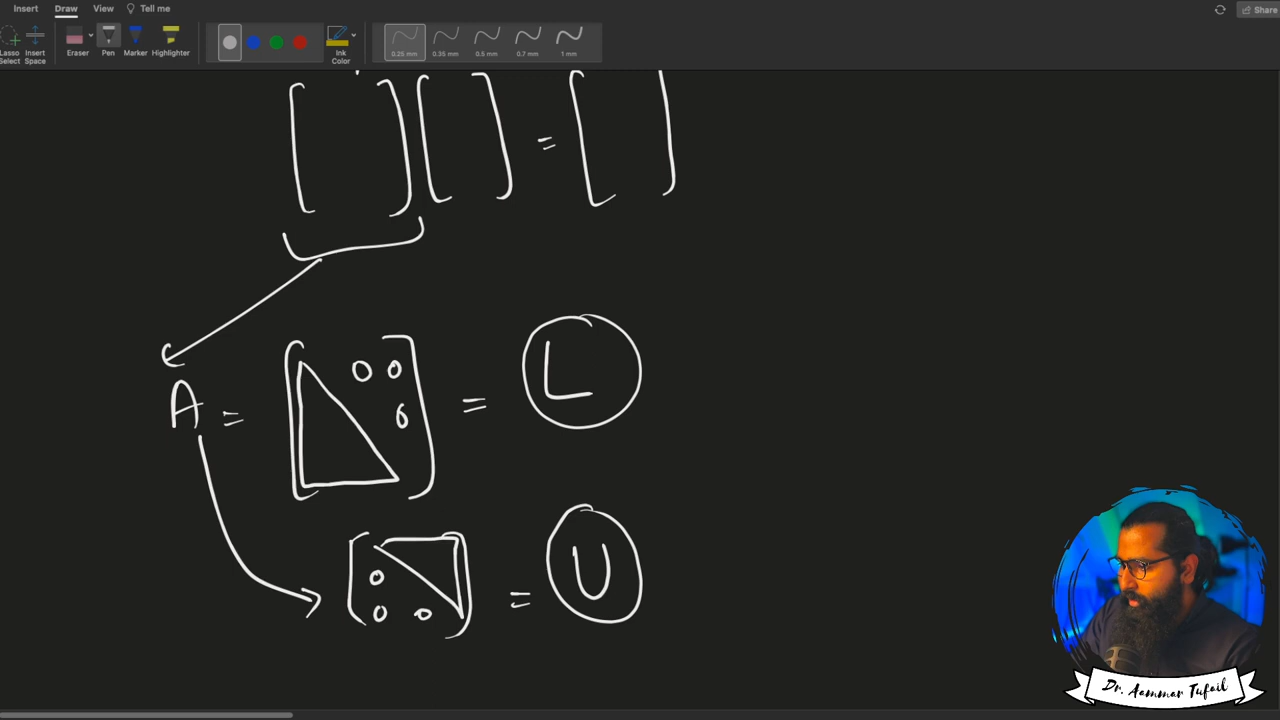 Insert Draw View Tell me
Share
Lasso Select
Insert Space
Eraser
Pen
Marker
Highlighter
Ink Color
0.25 mm
0.35 mm
0.5 mm
0.7 mm
1 mm
[ ] [ ] = [ ]
A = [ 0 0 0 ] = L
[ 0 0 0 ] = U
Dr. Aammar Tufail